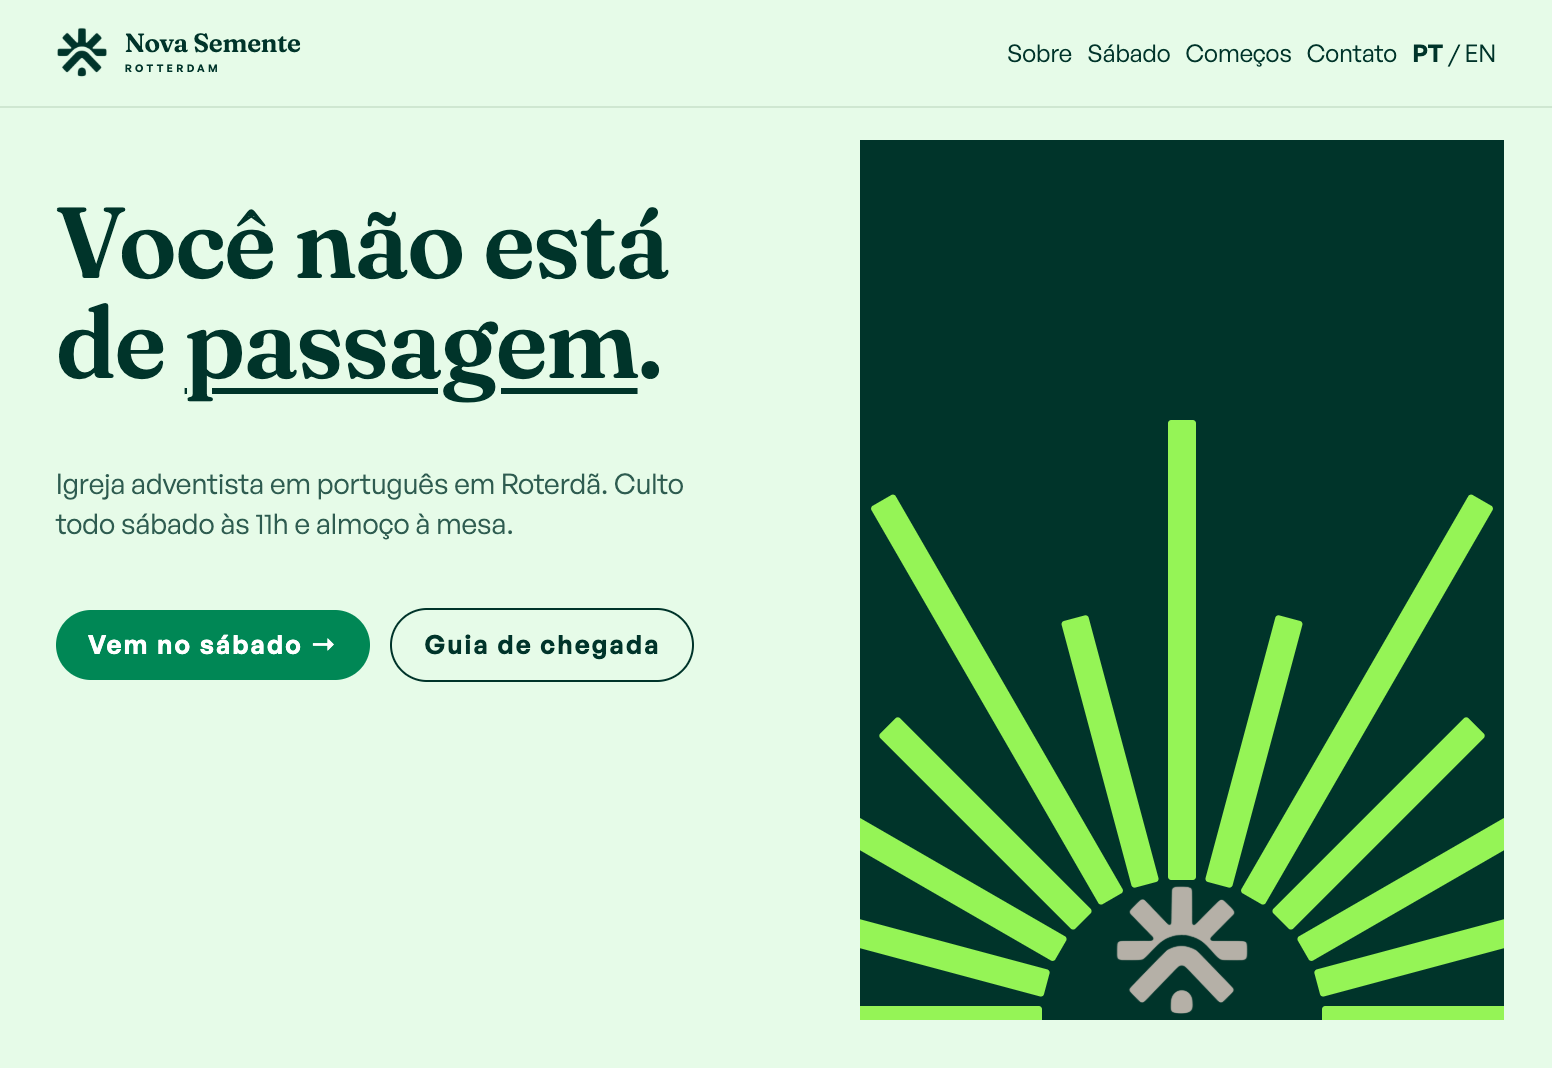 Nova Semente
ROTTERDAM
Sobre Sábado Começos Contato PT / EN
Você não está
de passagem.
Igreja adventista em português em Roterdã. Culto
todo sábado às 11h e almoço à mesa.
Vem no sábado →
Guia de chegada